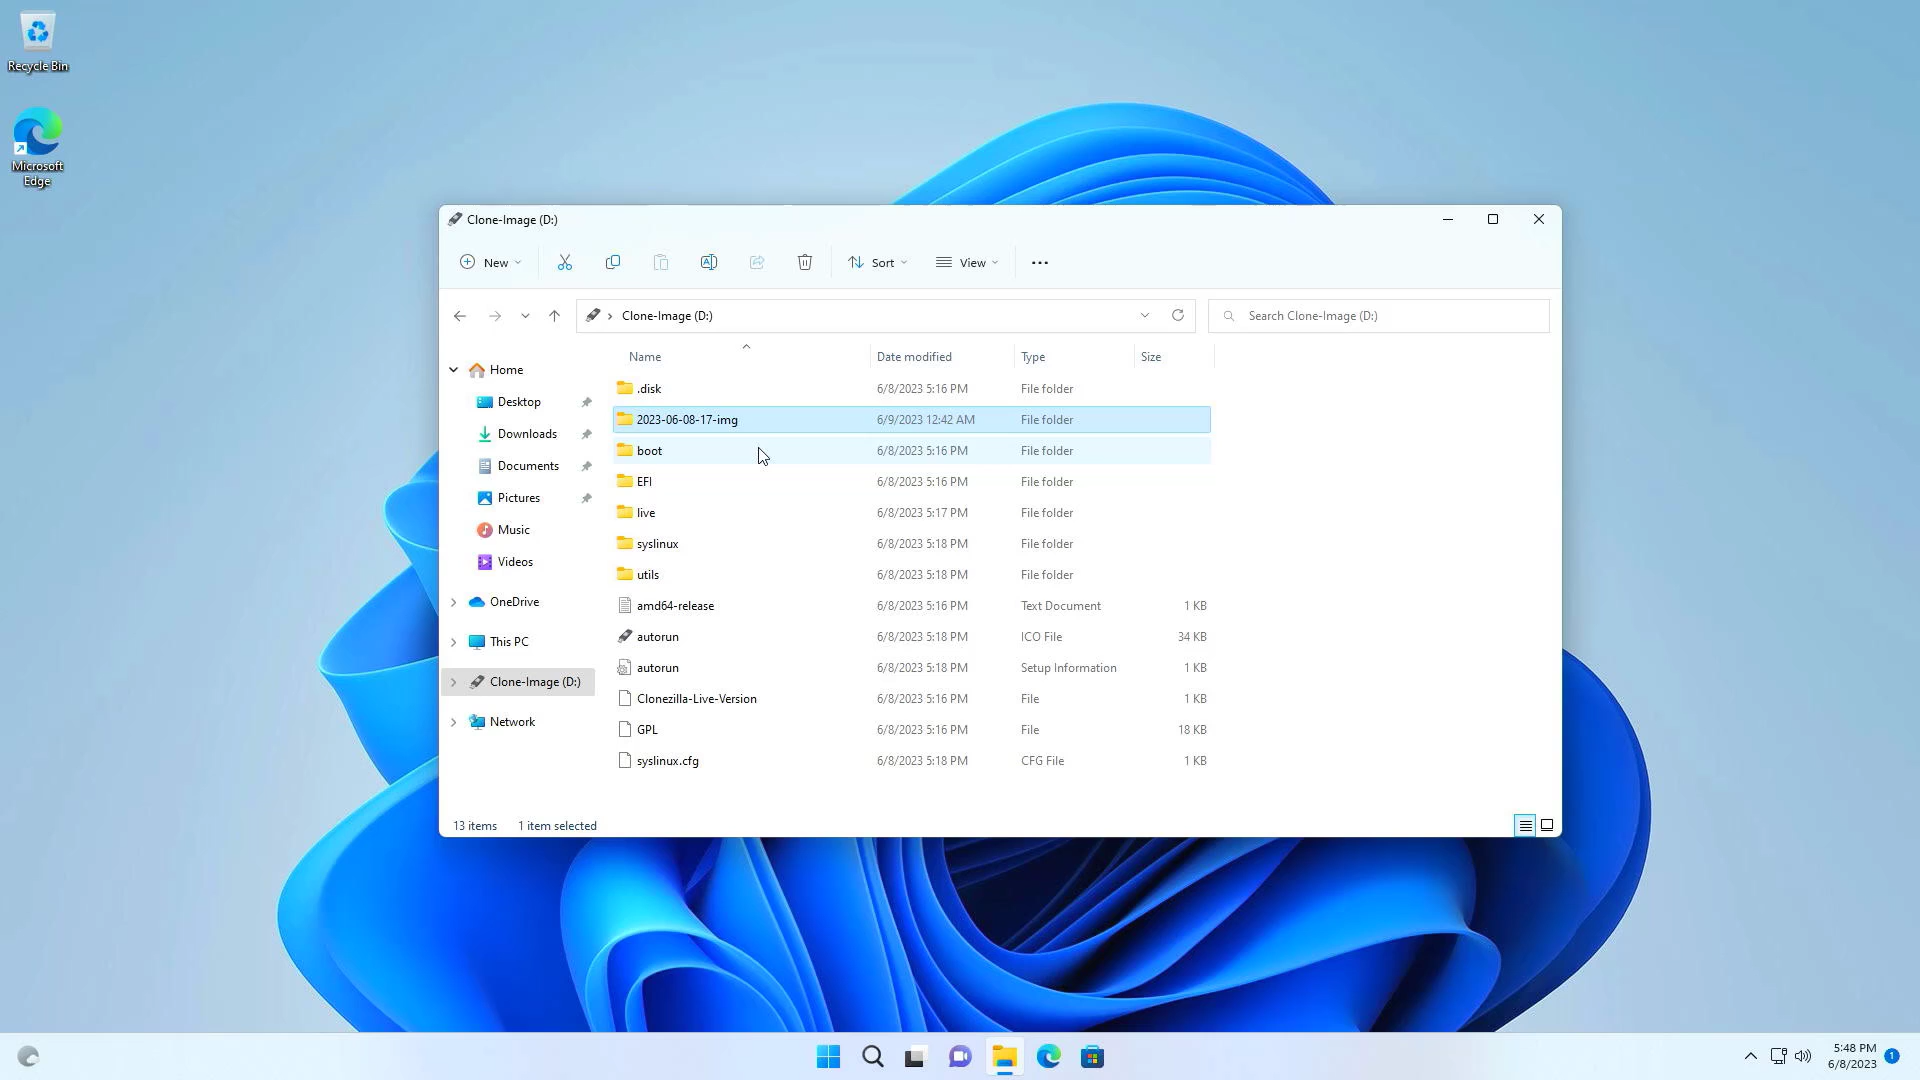 Recycle Bin
Microsoft
Edge
Clone-Image (D:)
New
Sort
View
Clone-Image (D:)
Search Clone-Image (D:)
Name Date modified Type Size
Home
Desktop
Downloads
Documents
Pictures
Music
Videos
OneDrive
This PC
Clone-Image (D:)
Network
.disk 6/8/2023 5:16 PM File folder
2023-06-08-17-img 6/9/2023 12:42 AM File folder
boot 6/8/2023 5:16 PM File folder
EFI 6/8/2023 5:16 PM File folder
live 6/8/2023 5:17 PM File folder
syslinux 6/8/2023 5:18 PM File folder
utils 6/8/2023 5:18 PM File folder
amd64-release 6/8/2023 5:16 PM Text Document 1 KB
autorun 6/8/2023 5:18 PM ICO File 34 KB
autorun 6/8/2023 5:18 PM Setup Information 1 KB
Clonezilla-Live-Version 6/8/2023 5:16 PM File 1 KB
GPL 6/8/2023 5:16 PM File 18 KB
syslinux.cfg 6/8/2023 5:18 PM CFG File 1 KB
13 items 1 item selected
5:48 PM
6/8/2023
1